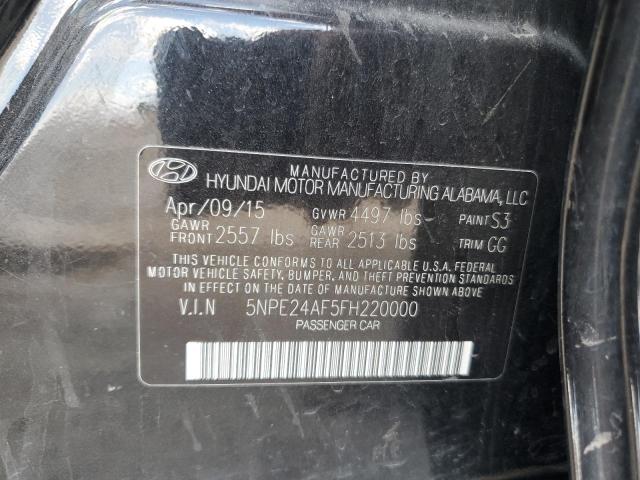 MANUFACTURED BY
HYUNDAI MOTOR MANUFACTURING ALABAMA, LLC
Apr/09/15 GVWR 4497 lbs PAINT S3
GAWR FRONT 2557 lbs GAWR REAR 2513 lbs TRIM GG
THIS VEHICLE CONFORMS TO ALL APPLICABLE U.S.A. FEDERAL
MOTOR VEHICLE SAFETY, BUMPER, AND THEFT PREVENTION STANDARDS
IN EFFECT ON THE DATE OF MANUFACTURE SHOWN ABOVE.
V.I.N 5NPE24AF5FH220000
PASSENGER CAR